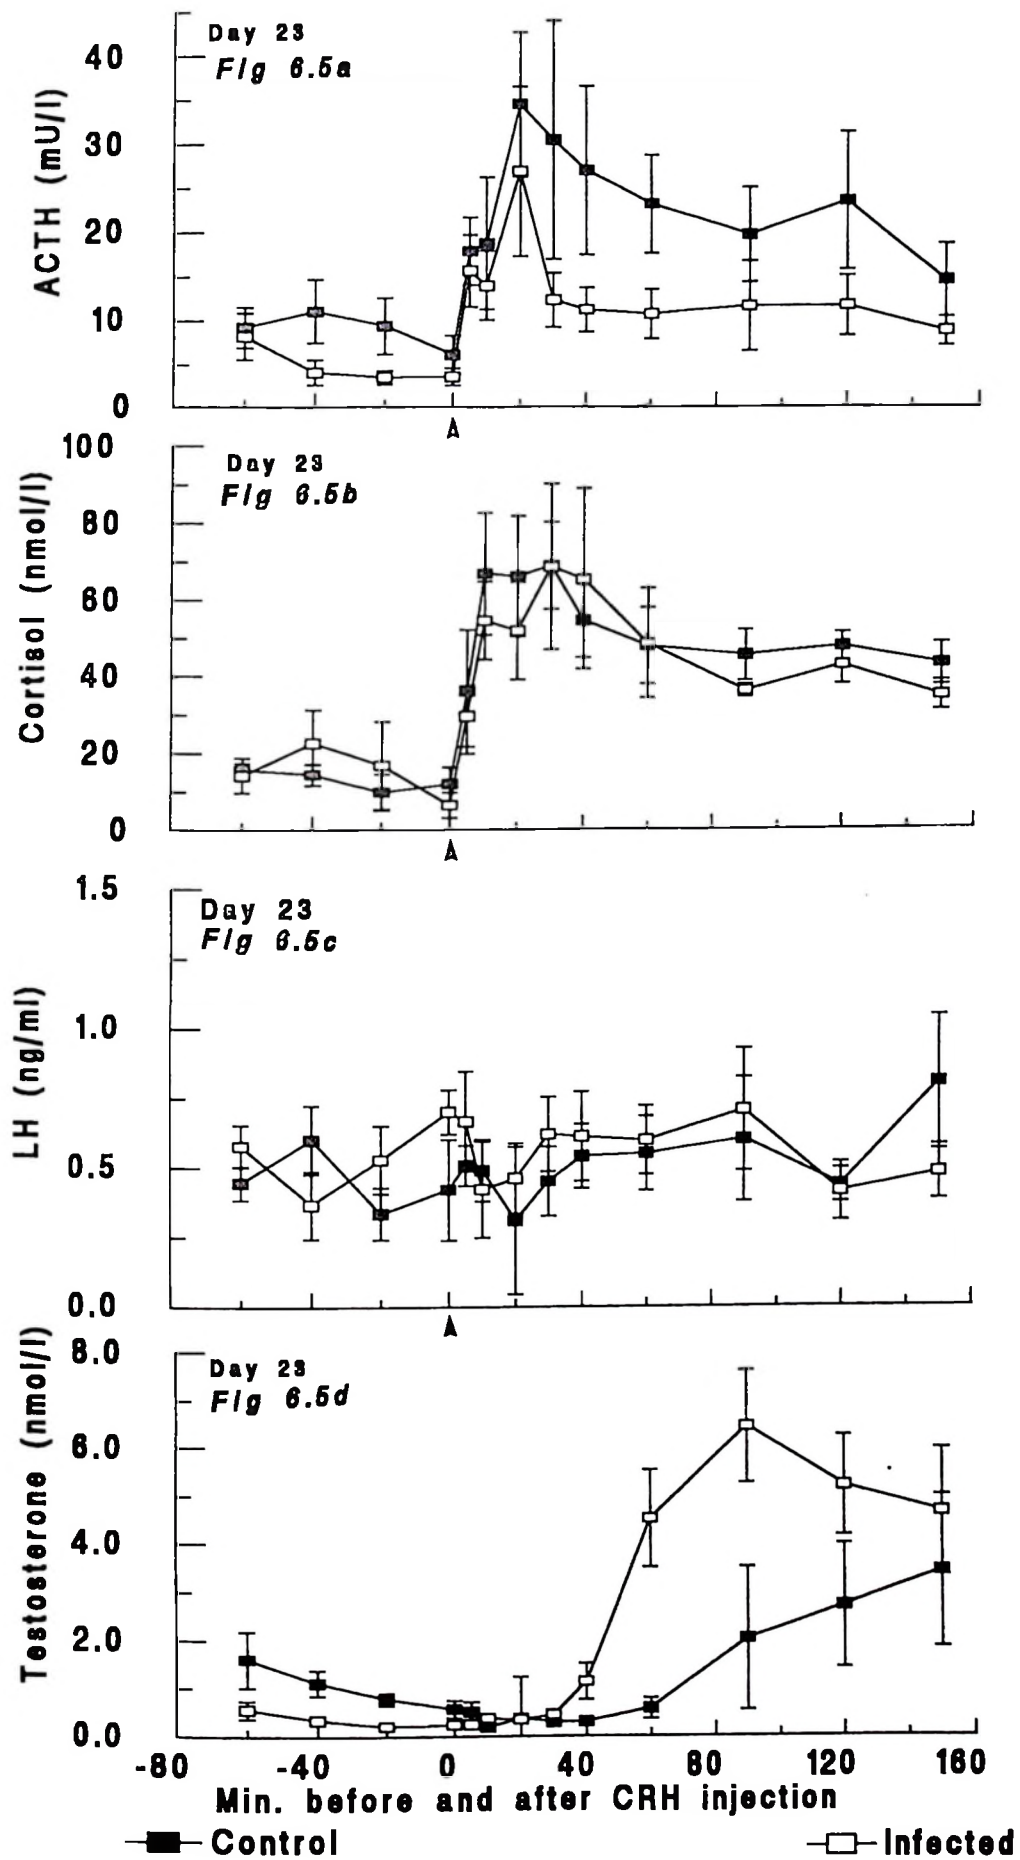 Day 23
Fig 6.5a
ACTH (mU/l)
40
30
20
10
0
Day 23
Fig 6.5b
Cortisol (nmol/l)
100
80
60
40
20
0
Day 23
Fig 6.5c
LH (ng/ml)
1.5
1.0
0.5
0.0
Day 23
Fig 6.5d
Testosterone (nmol/l)
8.0
6.0
4.0
2.0
0.0
-80 -40 0 40 80 120 160
Min. before and after CRH injection
Control Infected